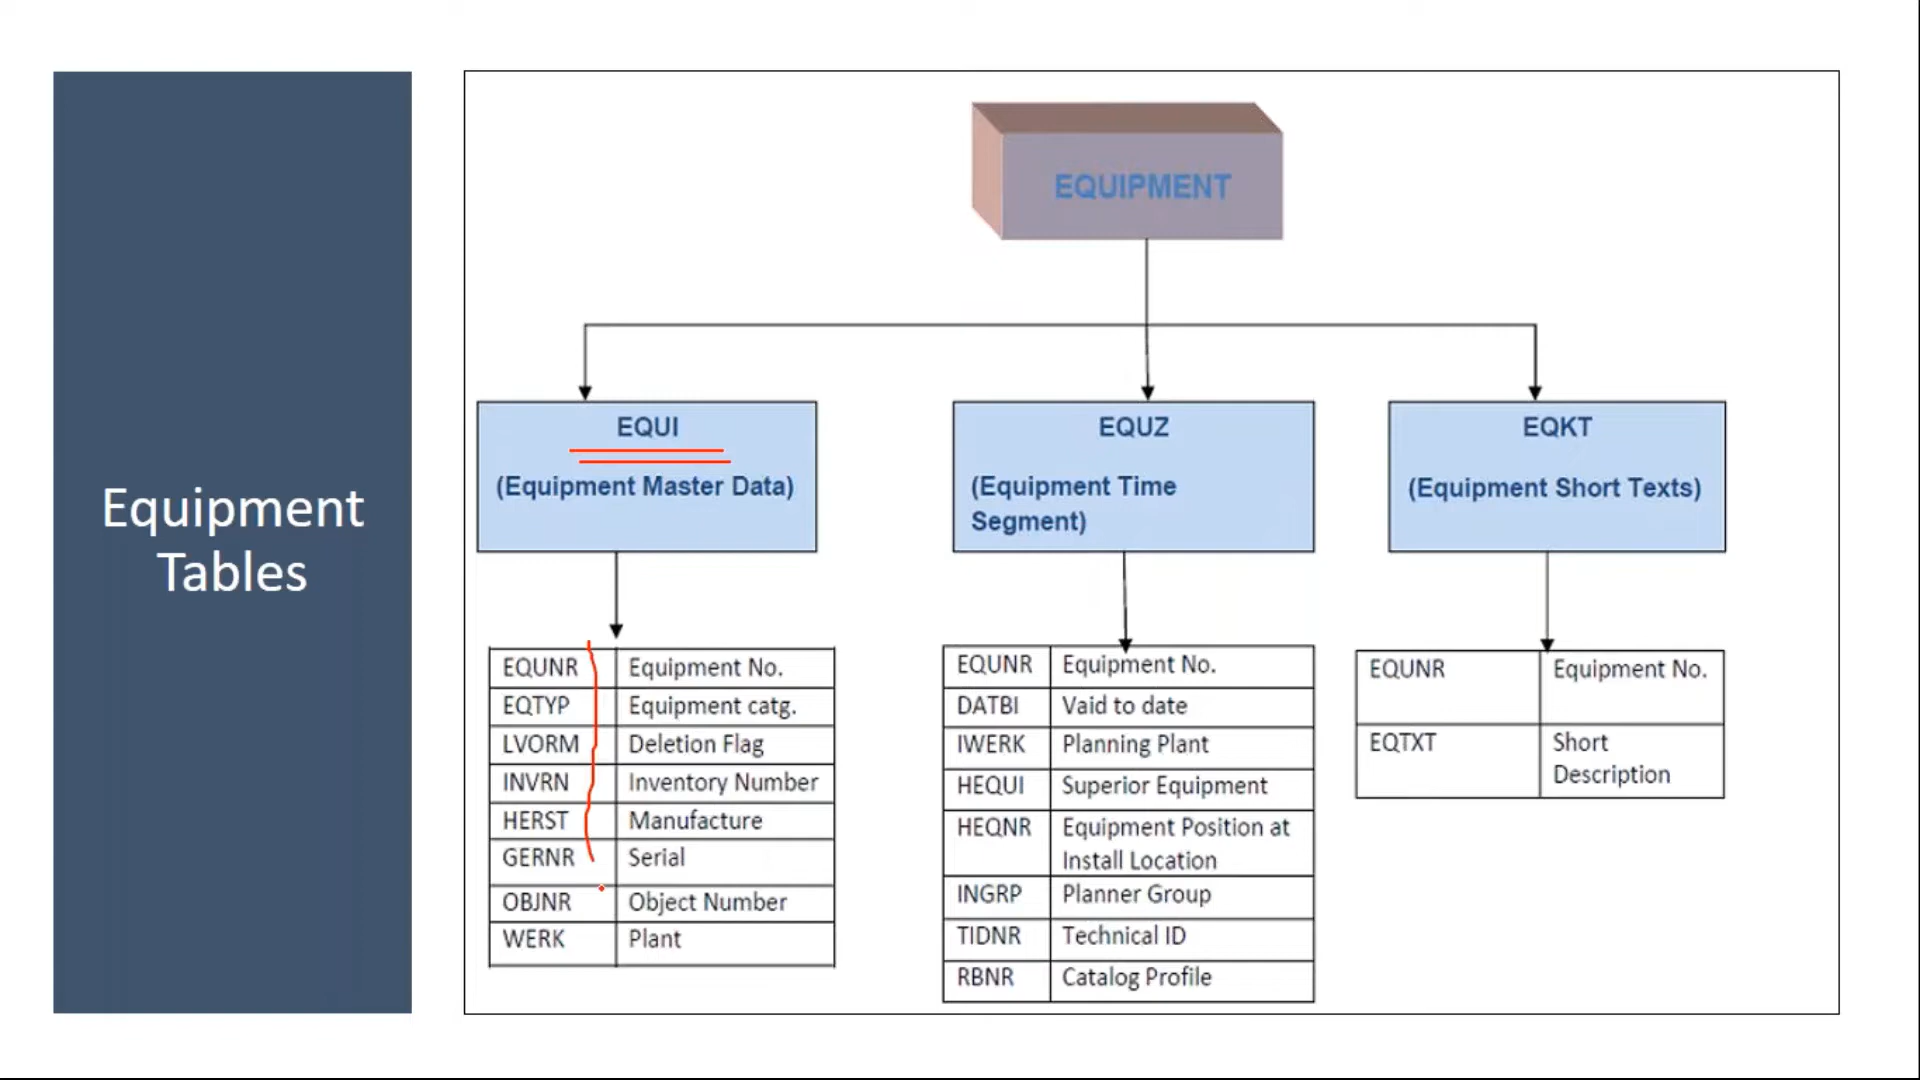 Equipment
Tables
EQUIPMENT
EQUI
(Equipment Master Data)
EQUZ
(Equipment Time
Segment)
EQKT
(Equipment Short Texts)
EQUNR Equipment No.
EQTYP Equipment catg.
LVORM Deletion Flag
INVRN Inventory Number
HERST Manufacture
GERNR Serial
OBJNR Object Number
WERK Plant
EQUNR Equipment No.
DATBI Vaid to date
IWERK Planning Plant
HEQUI Superior Equipment
HEQNR Equipment Position at
Install Location
INGRP Planner Group
TIDNR Technical ID
RBNR Catalog Profile
EQUNR Equipment No.
EQTXT Short
Description